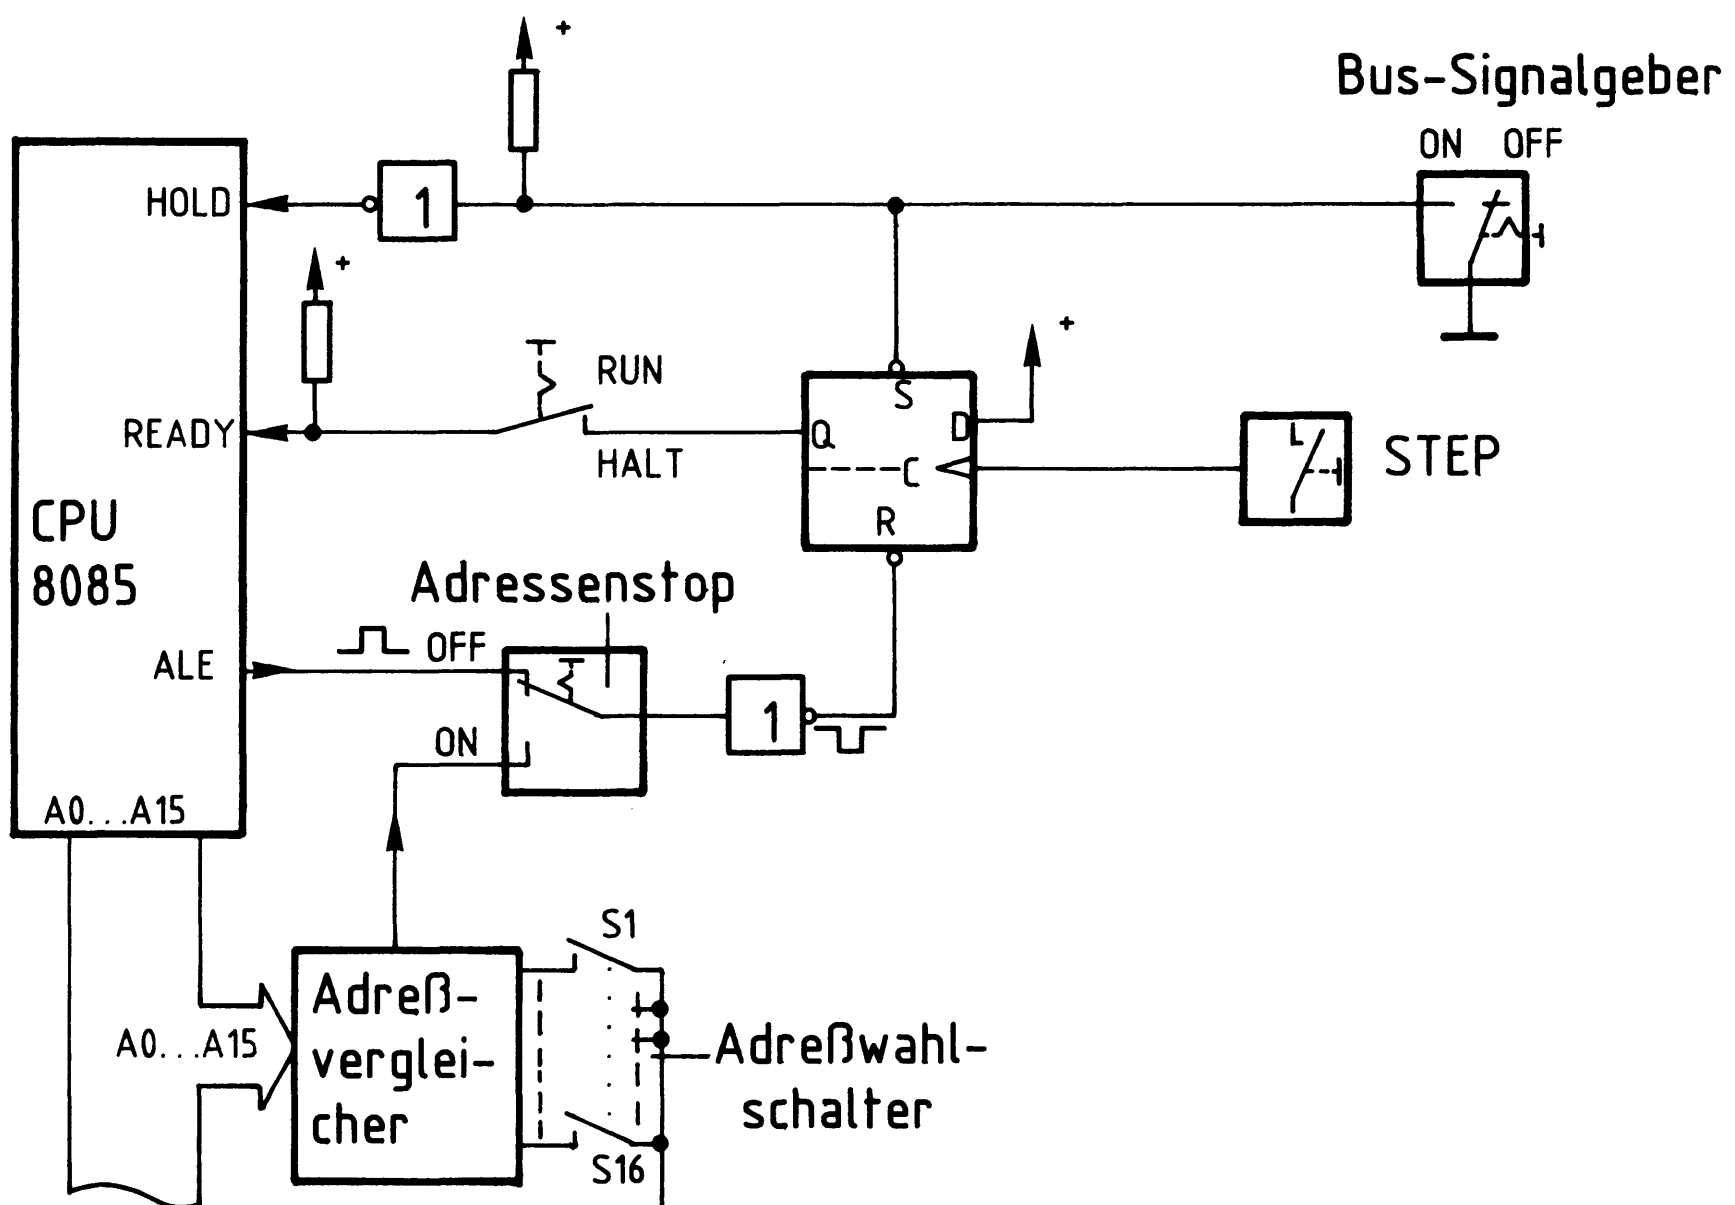 +
Bus-Signalgeber
ON OFF
HOLD
1
+
READY
RUN
HALT
+
S
Q
D
C
R
L
STEP
CPU
8085
Adressenstop
ALE
OFF
ON
1
A0...A15
S1
Adreß-
verglei-
cher
A0...A15
Adreßwahl-
schalter
S16